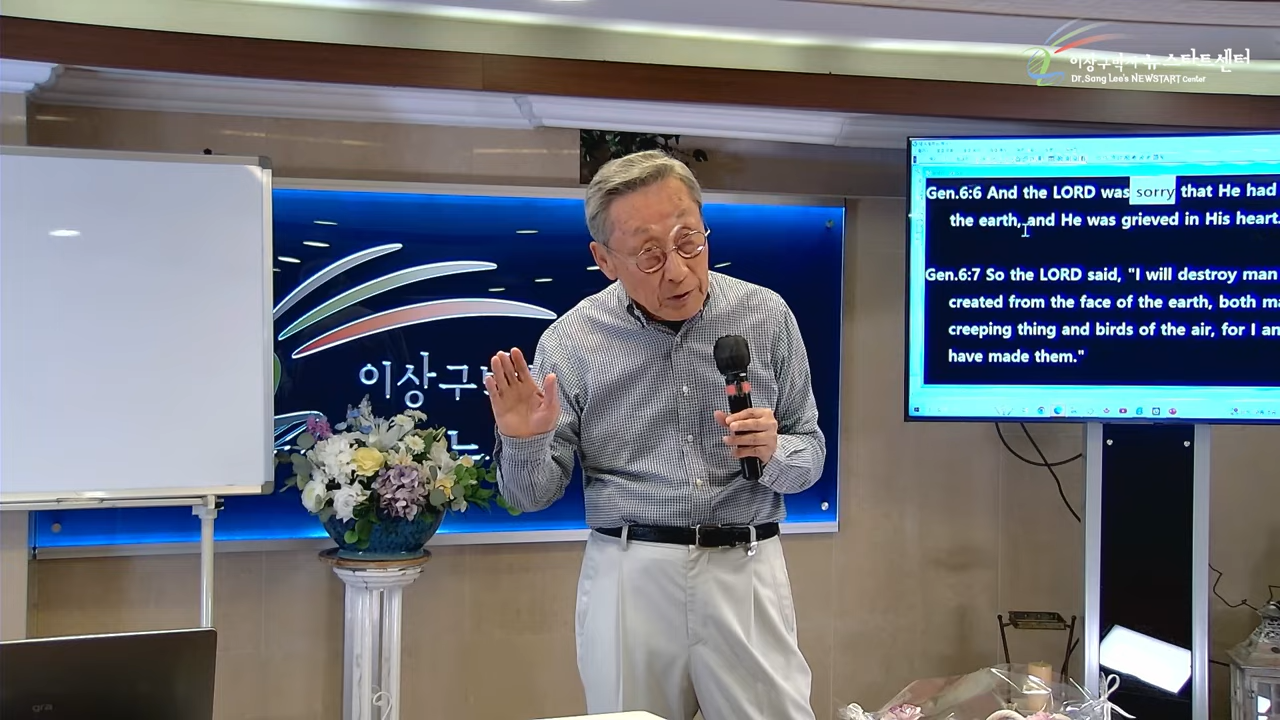 이상구박사 뉴스타트센터
Dr.Sang Lee's NEWSTART Center
Gen.6:6 And the LORD was sorry that He had
the earth, and He was grieved in His heart.
Gen.6:7 So the LORD said, "I will destroy man
created from the face of the earth, both
creeping thing and birds of the air, for I
have made them."
이상구
gra